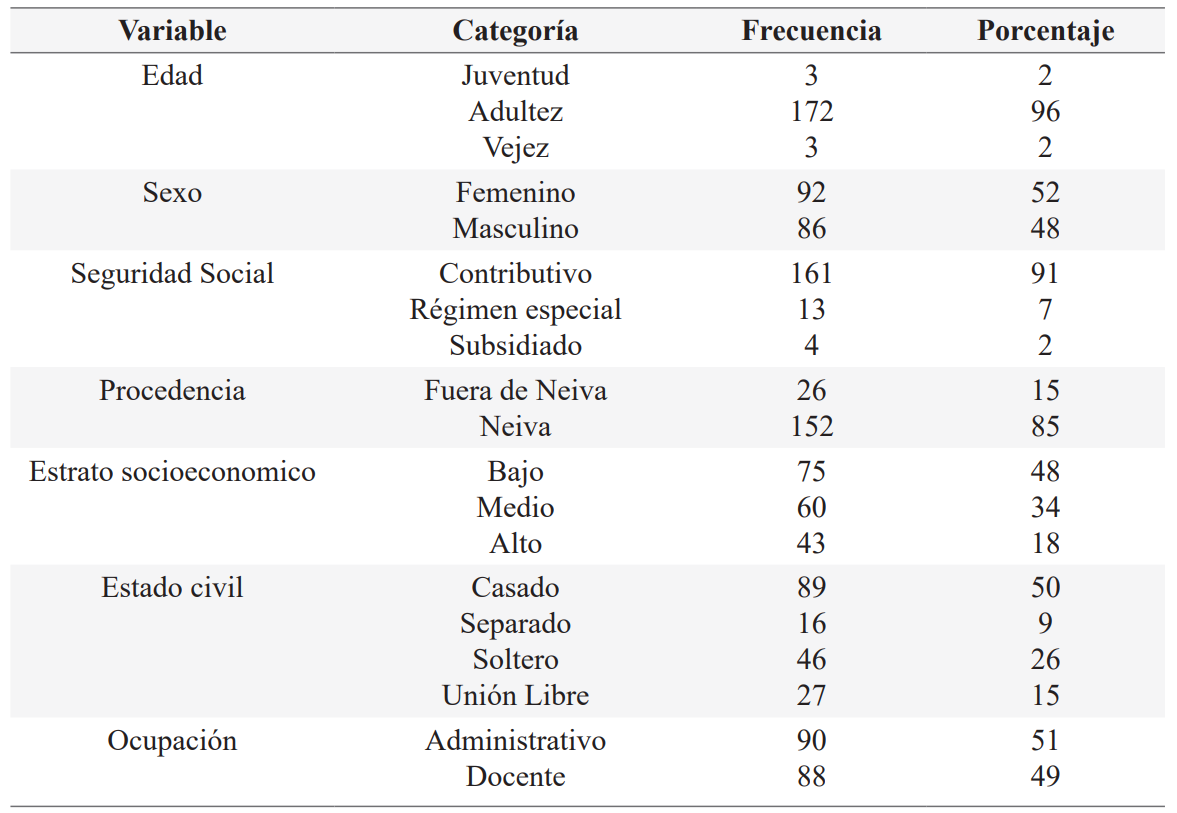 Variable Categoría Frecuencia Porcentaje
Edad Juventud 3 2
Adultez 172 96
Vejez 3 2
Sexo Femenino 92 52
Masculino 86 48
Seguridad Social Contributivo 161 91
Régimen especial 13 7
Subsidiado 4 2
Procedencia Fuera de Neiva 26 15
Neiva 152 85
Estrato socioeconomico Bajo 75 48
Medio 60 34
Alto 43 18
Estado civil Casado 89 50
Separado 16 9
Soltero 46 26
Unión Libre 27 15
Ocupación Administrativo 90 51
Docente 88 49